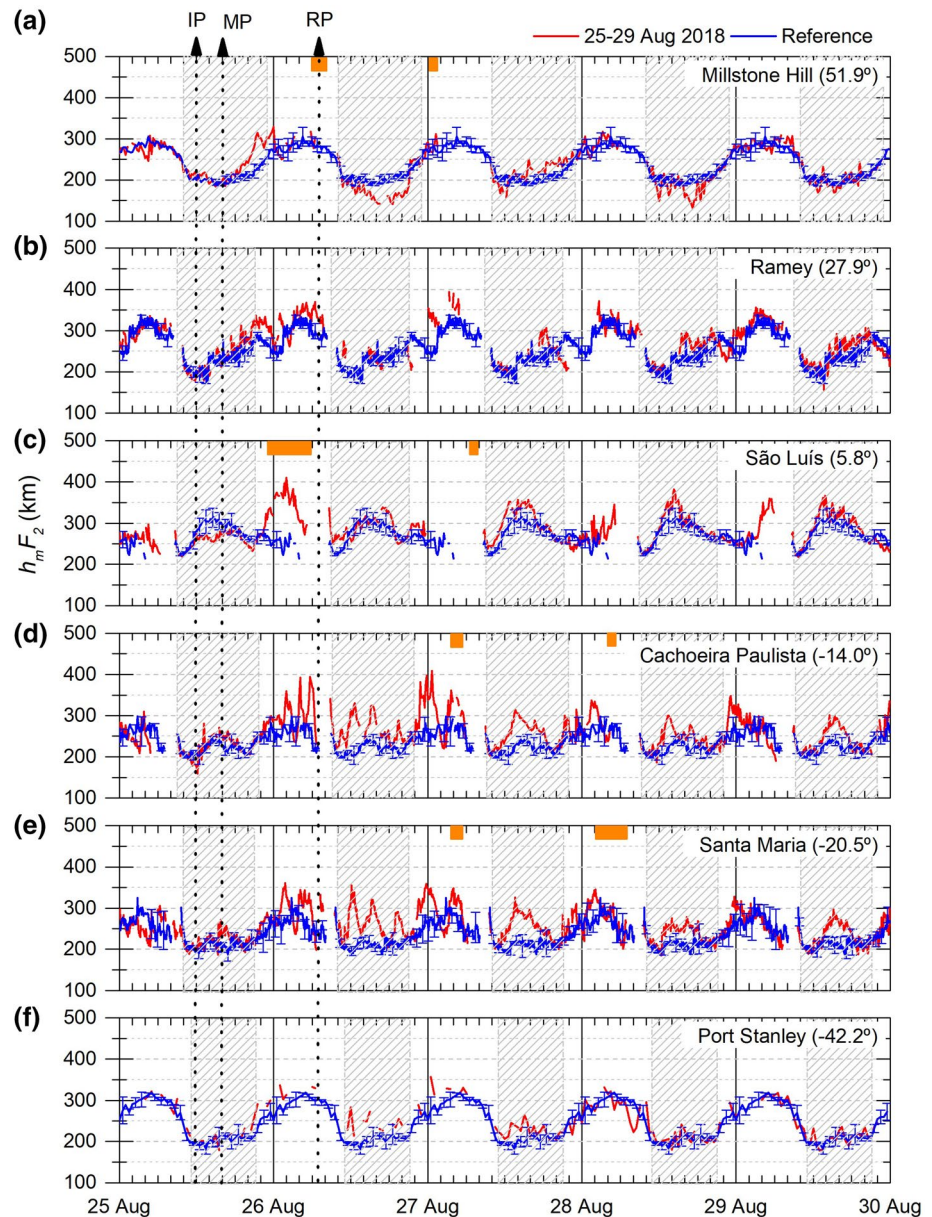 (a)
IP MP RP
25-29 Aug 2018 Reference
500
400
300
200
100
Millstone Hill (51.9º)
(b)
500
400
300
200
100
Ramey (27.9º)
(c)
500
400
300
200
100
São Luís (5.8º)
hmF2 (km)
(d)
500
400
300
200
100
Cachoeira Paulista (-14.0º)
(e)
500
400
300
200
100
Santa Maria (-20.5º)
(f)
500
400
300
200
100
Port Stanley (-42.2º)
25 Aug 26 Aug 27 Aug 28 Aug 29 Aug 30 Aug